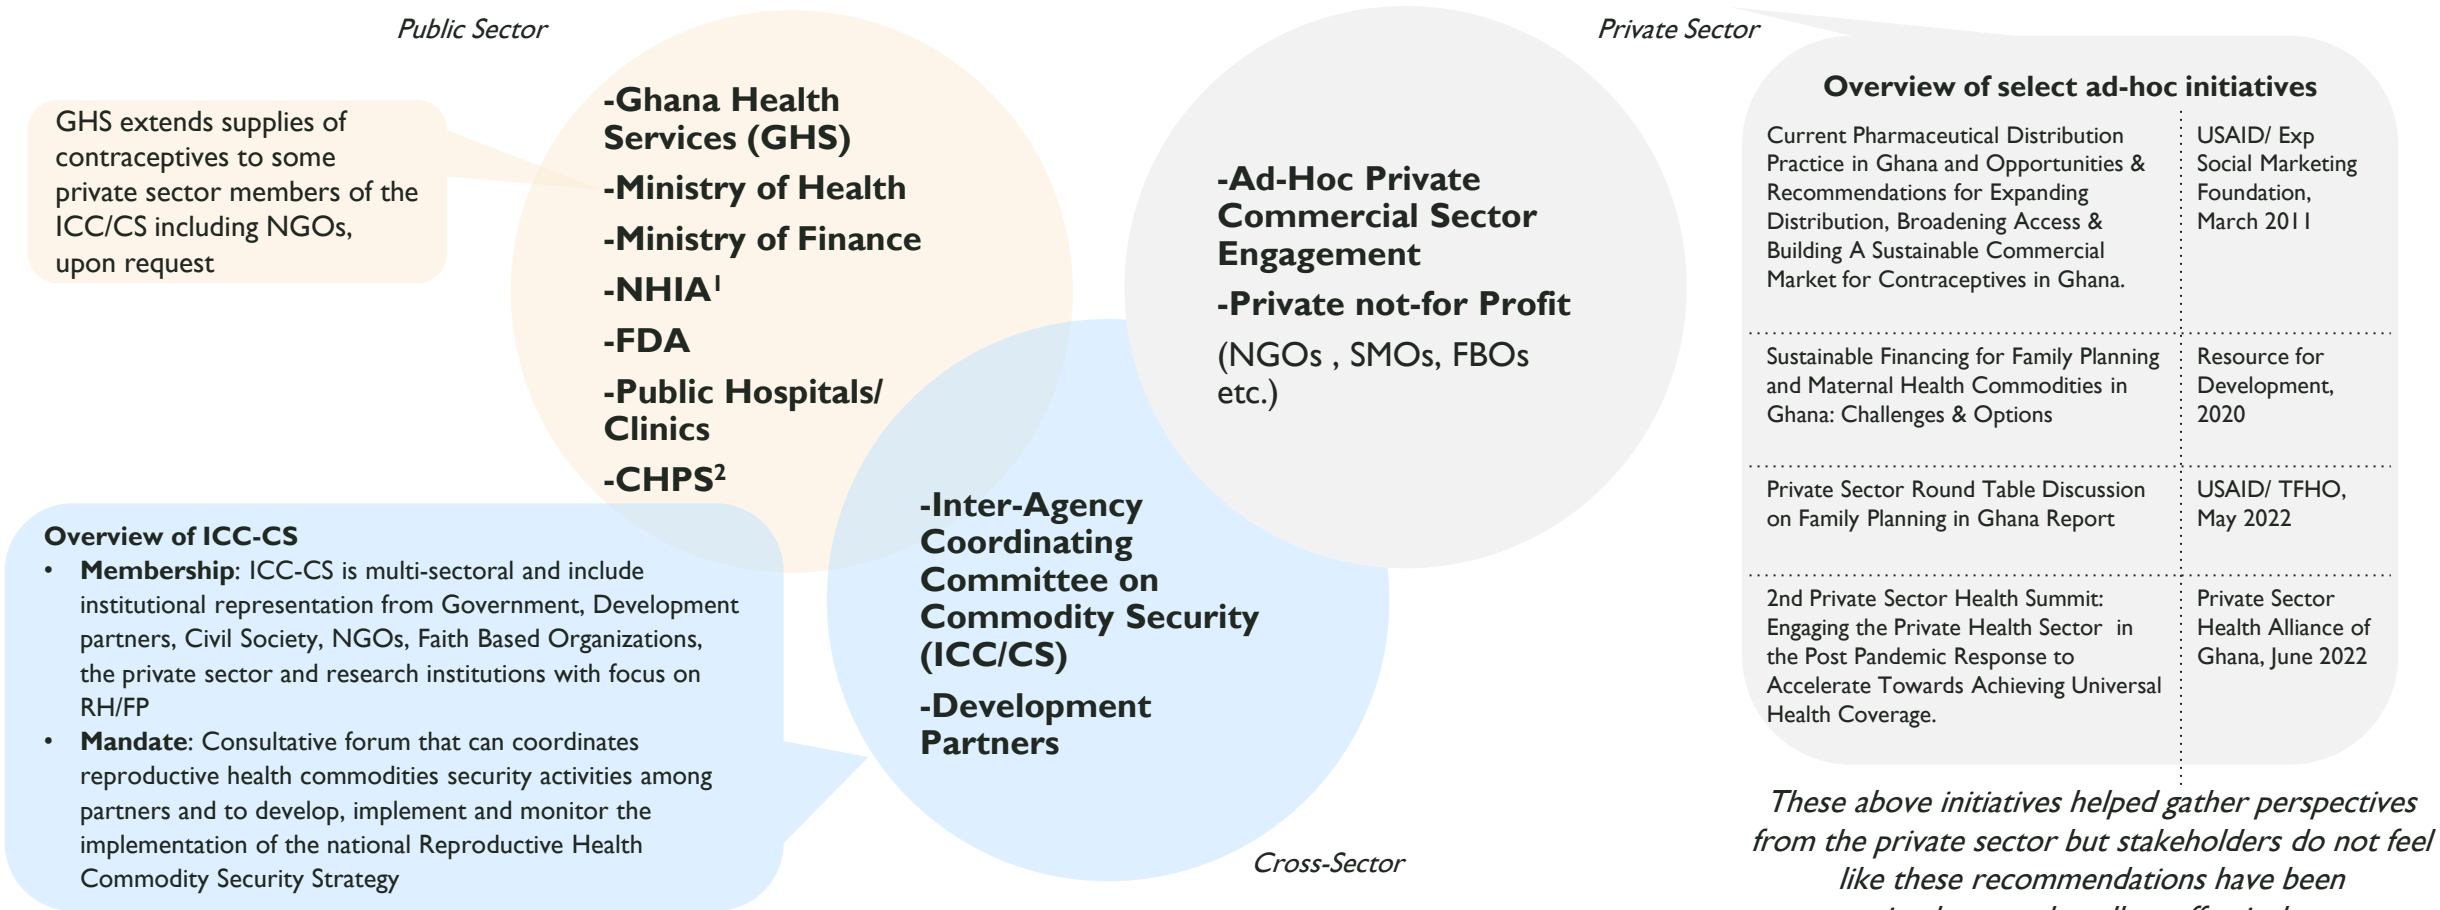 Public Sector
Private Sector
GHS extends supplies of
contraceptives to some
private sector members of the
ICC/CS including NGOs,
upon request
-Ghana Health
Services (GHS)
-Ministry of Health
-Ministry of Finance
-NHIA¹
-FDA
-Public Hospitals/
Clinics
-CHPS²
-Ad-Hoc Private
Commercial Sector
Engagement
-Private not-for Profit
(NGOs , SMOs, FBOs
etc.)
-Inter-Agency
Coordinating
Committee on
Commodity Security
(ICC/CS)
-Development
Partners
Cross-Sector
Overview of ICC-CS
• Membership: ICC-CS is multi-sectoral and include
institutional representation from Government, Development
partners, Civil Society, NGOs, Faith Based Organizations,
the private sector and research institutions with focus on
RH/FP
• Mandate: Consultative forum that can coordinates
reproductive health commodities security activities among
partners and to develop, implement and monitor the
implementation of the national Reproductive Health
Commodity Security Strategy
Overview of select ad-hoc initiatives
Current Pharmaceutical Distribution
Practice in Ghana and Opportunities &
Recommendations for Expanding
Distribution, Broadening Access &
Building A Sustainable Commercial
Market for Contraceptives in Ghana.
USAID/ Exp
Social Marketing
Foundation,
March 2011
Sustainable Financing for Family Planning
and Maternal Health Commodities in
Ghana: Challenges & Options
Resource for
Development,
2020
Private Sector Round Table Discussion
on Family Planning in Ghana Report
USAID/ TFHO,
May 2022
2nd Private Sector Health Summit:
Engaging the Private Health Sector in
the Post Pandemic Response to
Accelerate Towards Achieving Universal
Health Coverage.
Private Sector
Health Alliance of
Ghana, June 2022
These above initiatives helped gather perspectives
from the private sector but stakeholders do not feel
like these recommendations have been